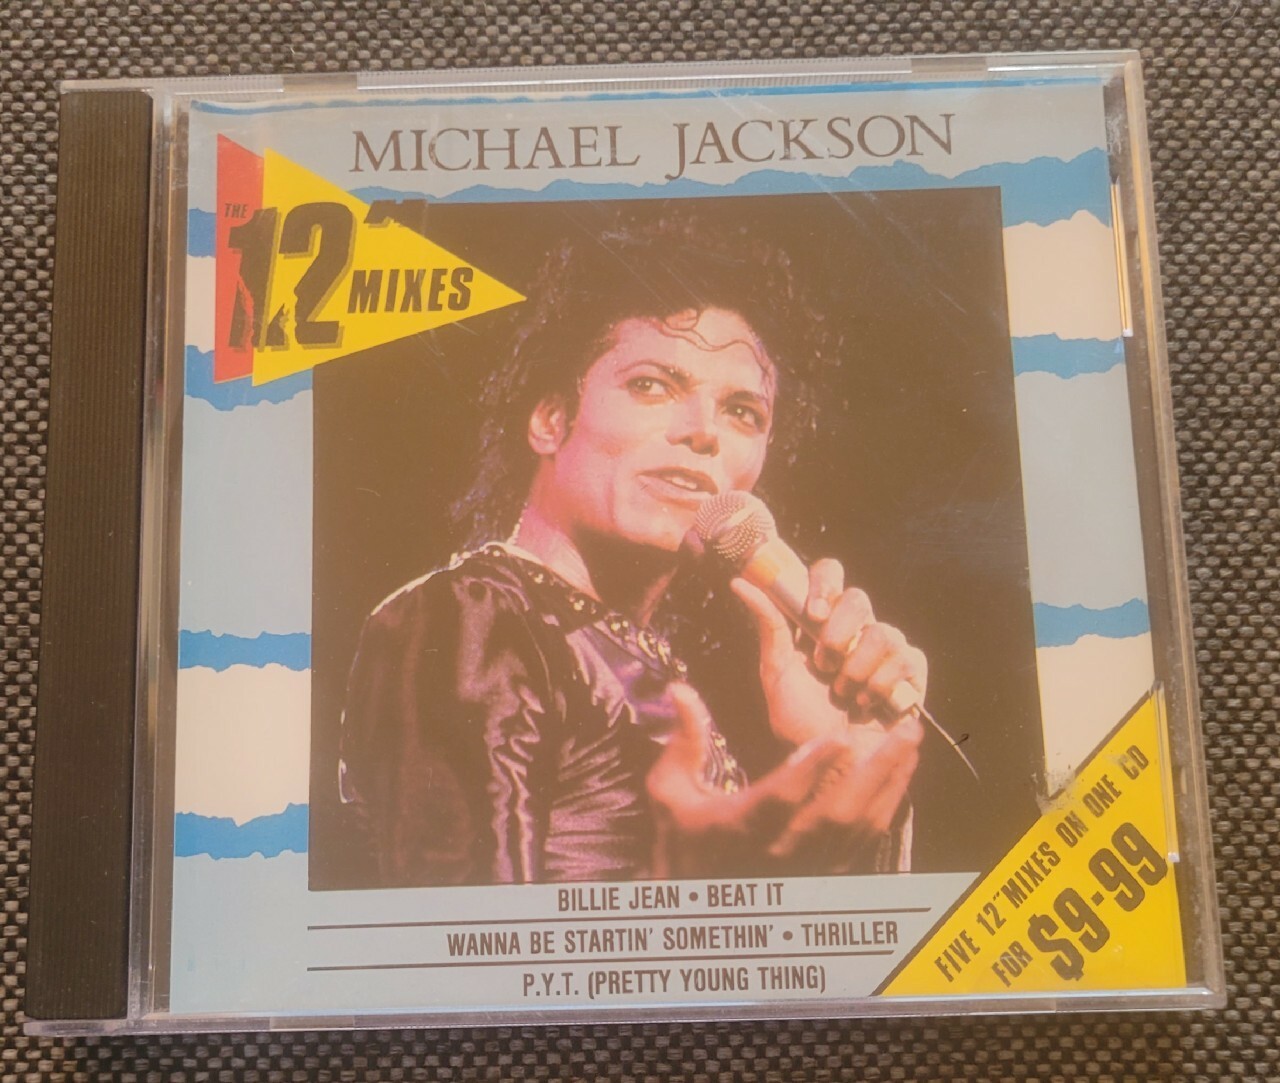 MICHAEL JACKSON
THE
12"
MIXES
BILLIE JEAN • BEAT IT
WANNA BE STARTIN' SOMETHIN' • THRILLER
P.Y.T. (PRETTY YOUNG THING)
FIVE 12" MIXES ON ONE CD
FOR $9·99